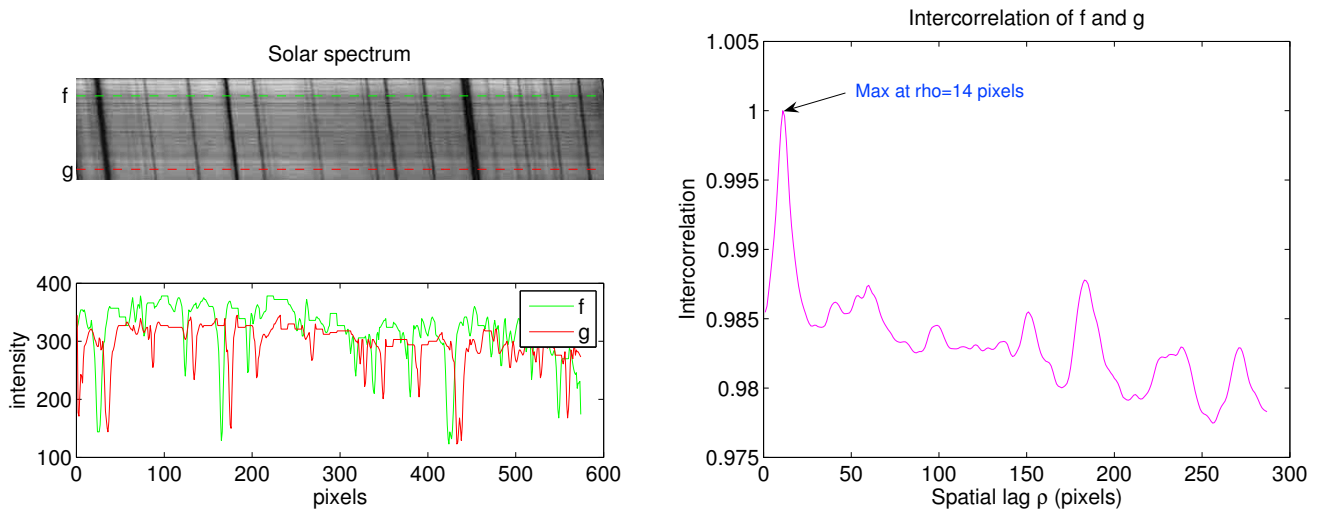 Solar spectrum
f
g
400
300
200
100
0
100
200
300
400
500
600
intensity
pixels
f
g
Intercorrelation of f and g
1.005
1
0.995
0.99
0.985
0.98
0.975
0
50
100
150
200
250
300
Intercorrelation
Spatial lag ρ (pixels)
Max at rho=14 pixels